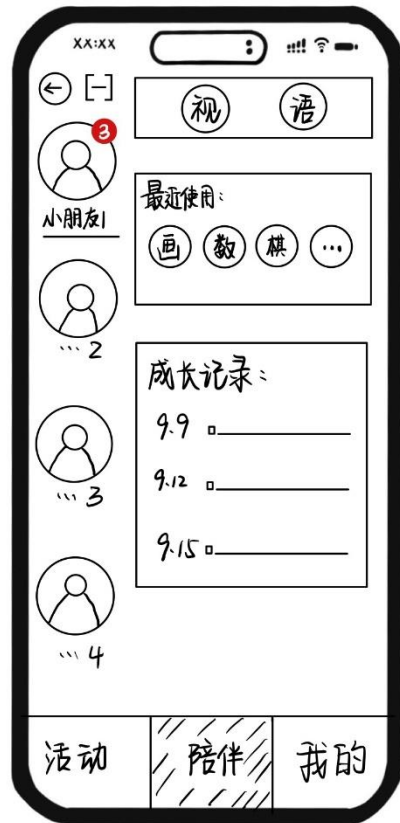 XX:XX
[-]
3
小朋友1
… 2
… 3
… 4
视 语
最近使用：
画 数 棋 …
成长记录：
9.9
9.12
9.15
活动 陪伴 我的